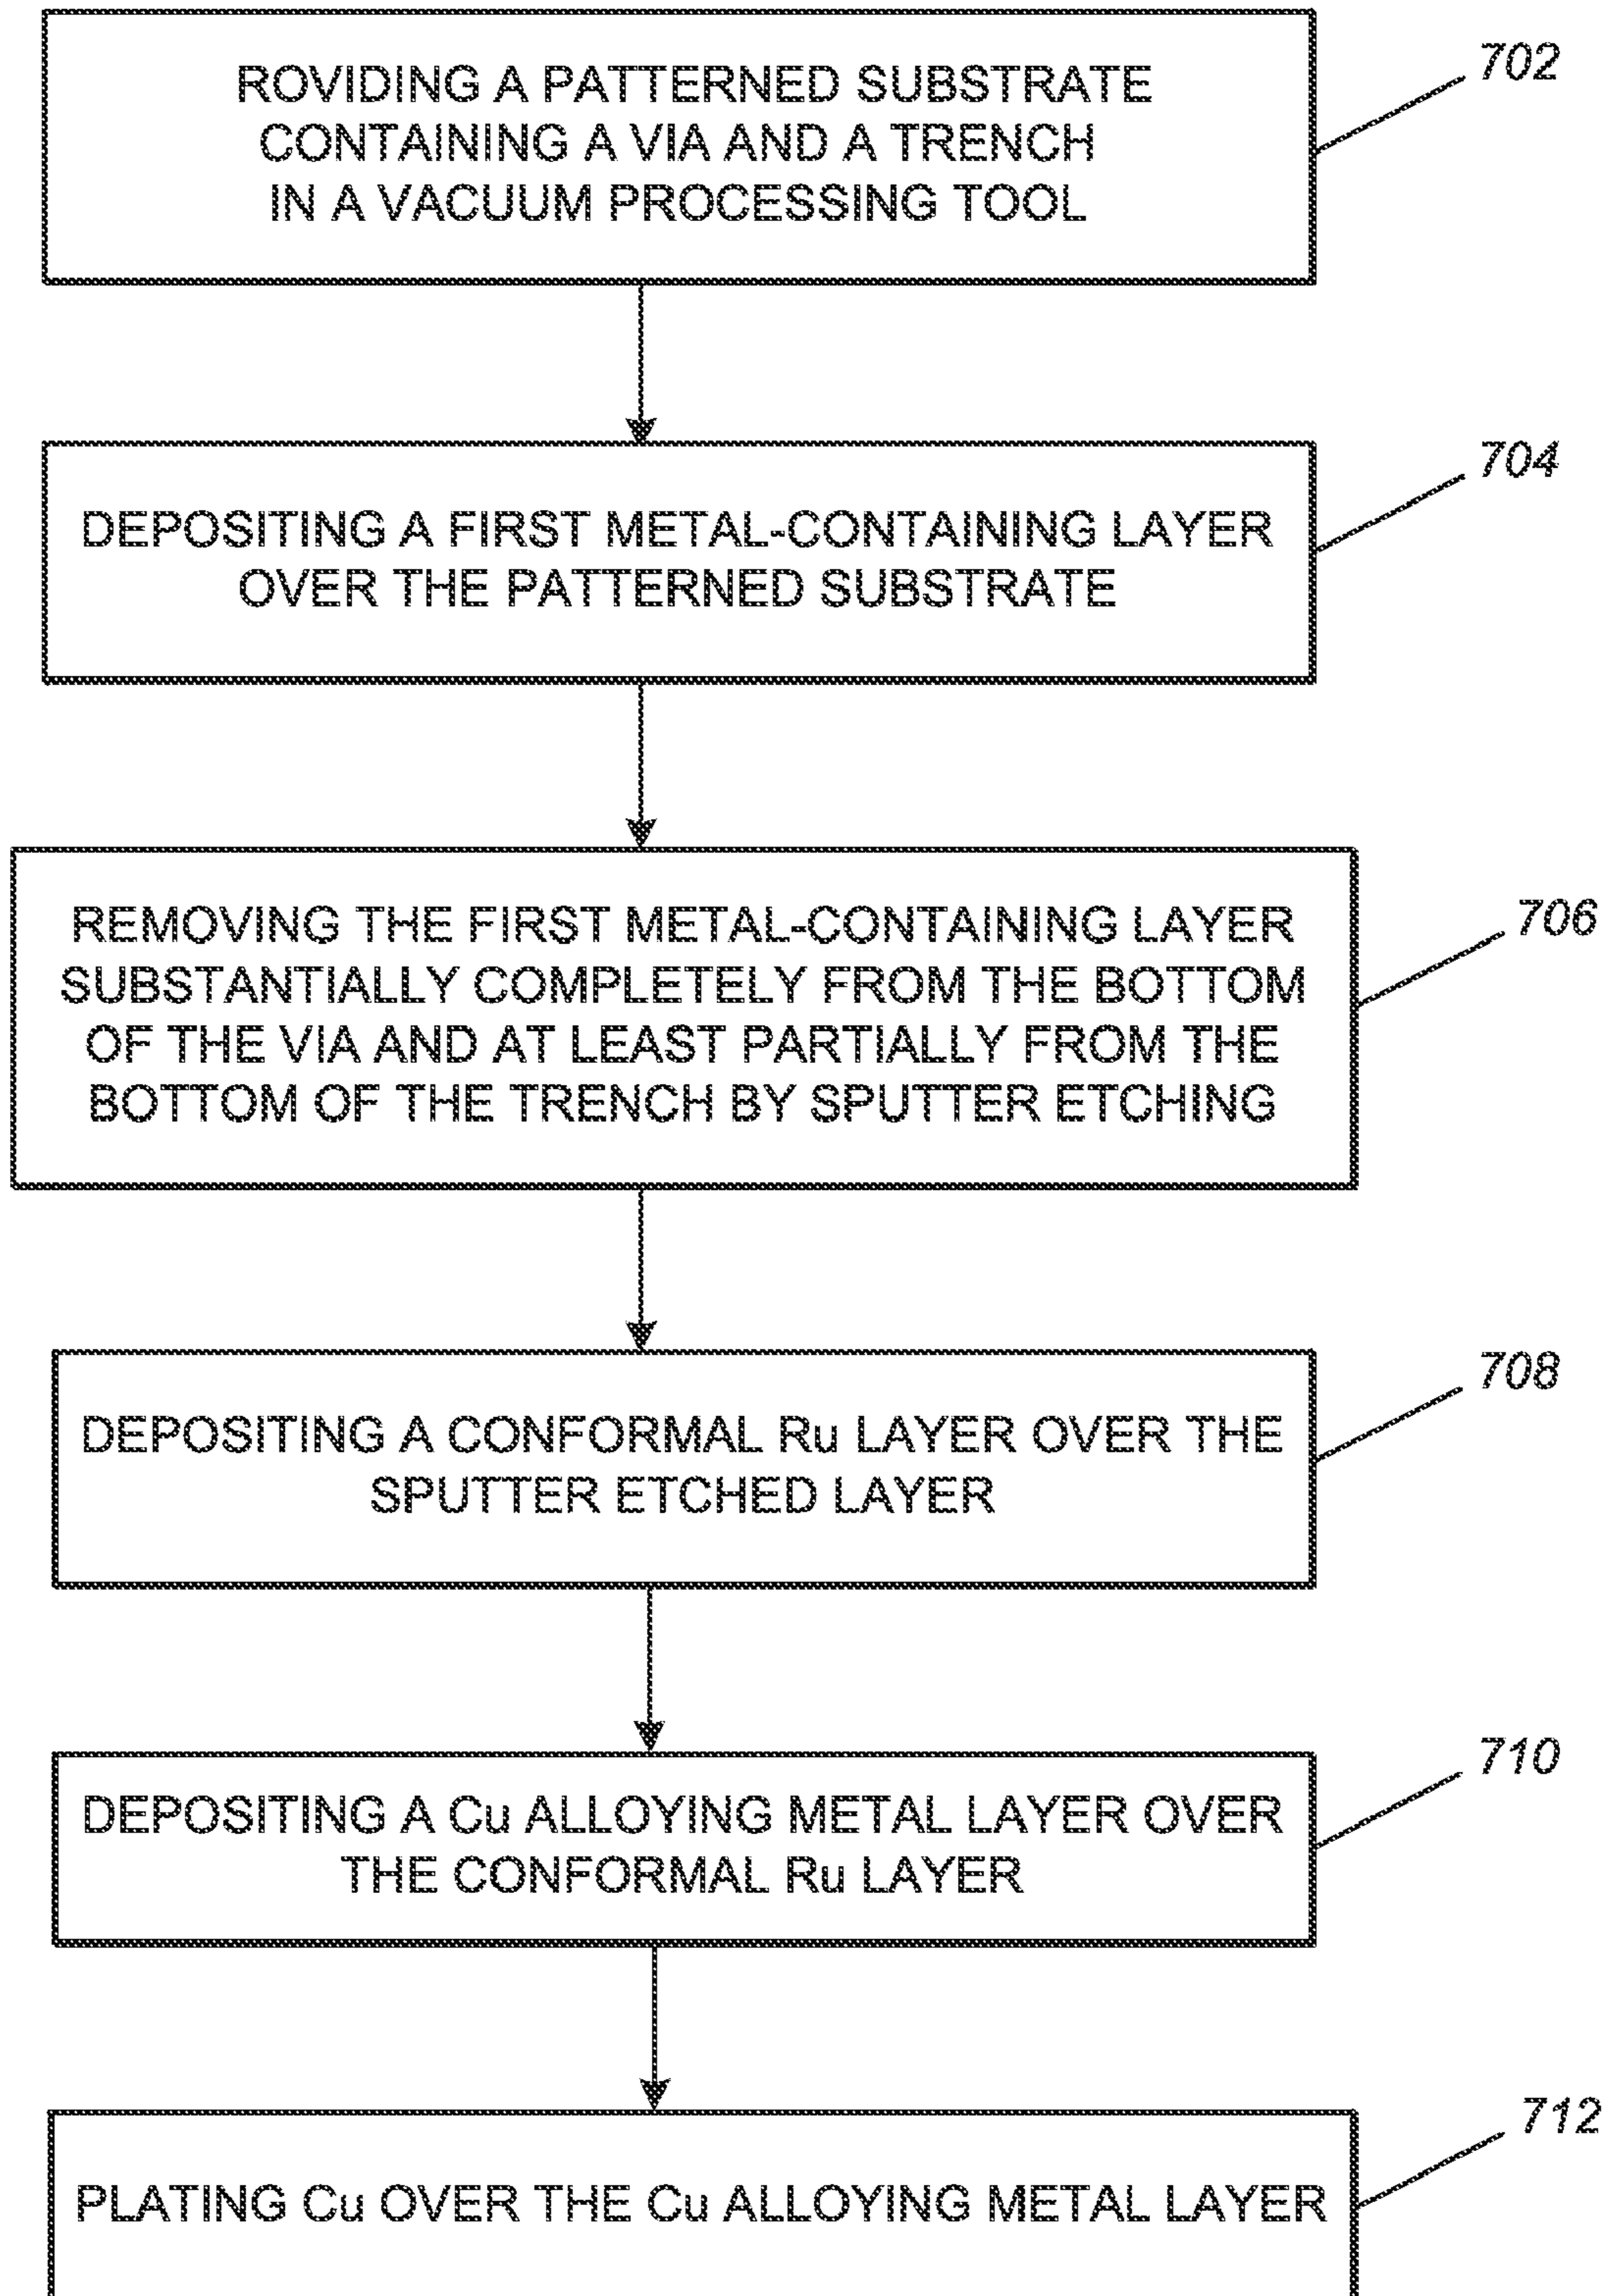 ROVIDING A PATTERNED SUBSTRATE
CONTAINING A VIA AND A TRENCH
IN A VACUUM PROCESSING TOOL
702
DEPOSITING A FIRST METAL-CONTAINING LAYER
OVER THE PATTERNED SUBSTRATE
704
REMOVING THE FIRST METAL-CONTAINING LAYER
SUBSTANTIALLY COMPLETELY FROM THE BOTTOM
OF THE VIA AND AT LEAST PARTIALLY FROM THE
BOTTOM OF THE TRENCH BY SPUTTER ETCHING
706
DEPOSITING A CONFORMAL Ru LAYER OVER THE
SPUTTER ETCHED LAYER
708
DEPOSITING A Cu ALLOYING METAL LAYER OVER
THE CONFORMAL Ru LAYER
710
PLATING Cu OVER THE Cu ALLOYING METAL LAYER
712